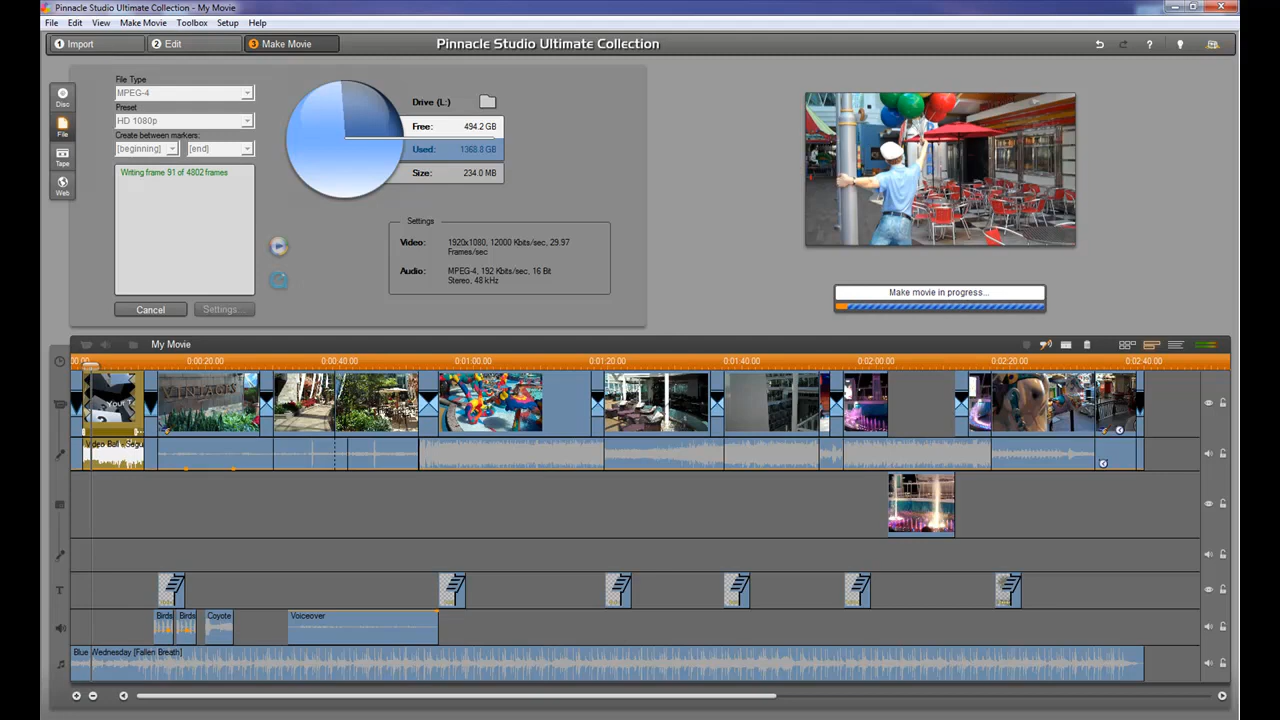 Pinnacle Studio Ultimate Collection - My Movie
File Edit View Make Movie Toolbox Setup Help
1 Import 2 Edit 3 Make Movie
Pinnacle Studio Ultimate Collection
?
Disc
File
Tape
Web
File Type
MPEG-4
Preset
HD 1080p
Create between markers:
[beginning] [end]
Writing frame 91 of 4802 frames
Cancel Settings...
Drive (L:)
Free: 494.2 GB
Used: 1368.8 GB
Size: 234.0 MB
Settings
Video: 1920x1080, 12000 Kbits/sec, 29.97
Frames/sec
Audio: MPEG-4, 192 Kbits/sec, 16 Bit
Stereo, 48 kHz
Make movie in progress...
My Movie
00.00 0:00:20.00 0:00:40.00 0:01:00.00 0:01:20.00 0:01:40.00 0:02:00.00 0:02:20.00 0:02:40.00
Your T
Video Ball - Sequ
T
Birds Birds Coyote Voiceover
Blue Wednesday [Fallen Breath]